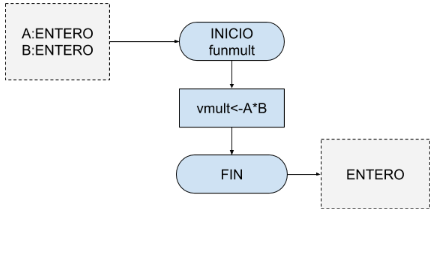 A:ENTERO
B:ENTERO
INICIO
funmult
vmult<-A*B
FIN
ENTERO